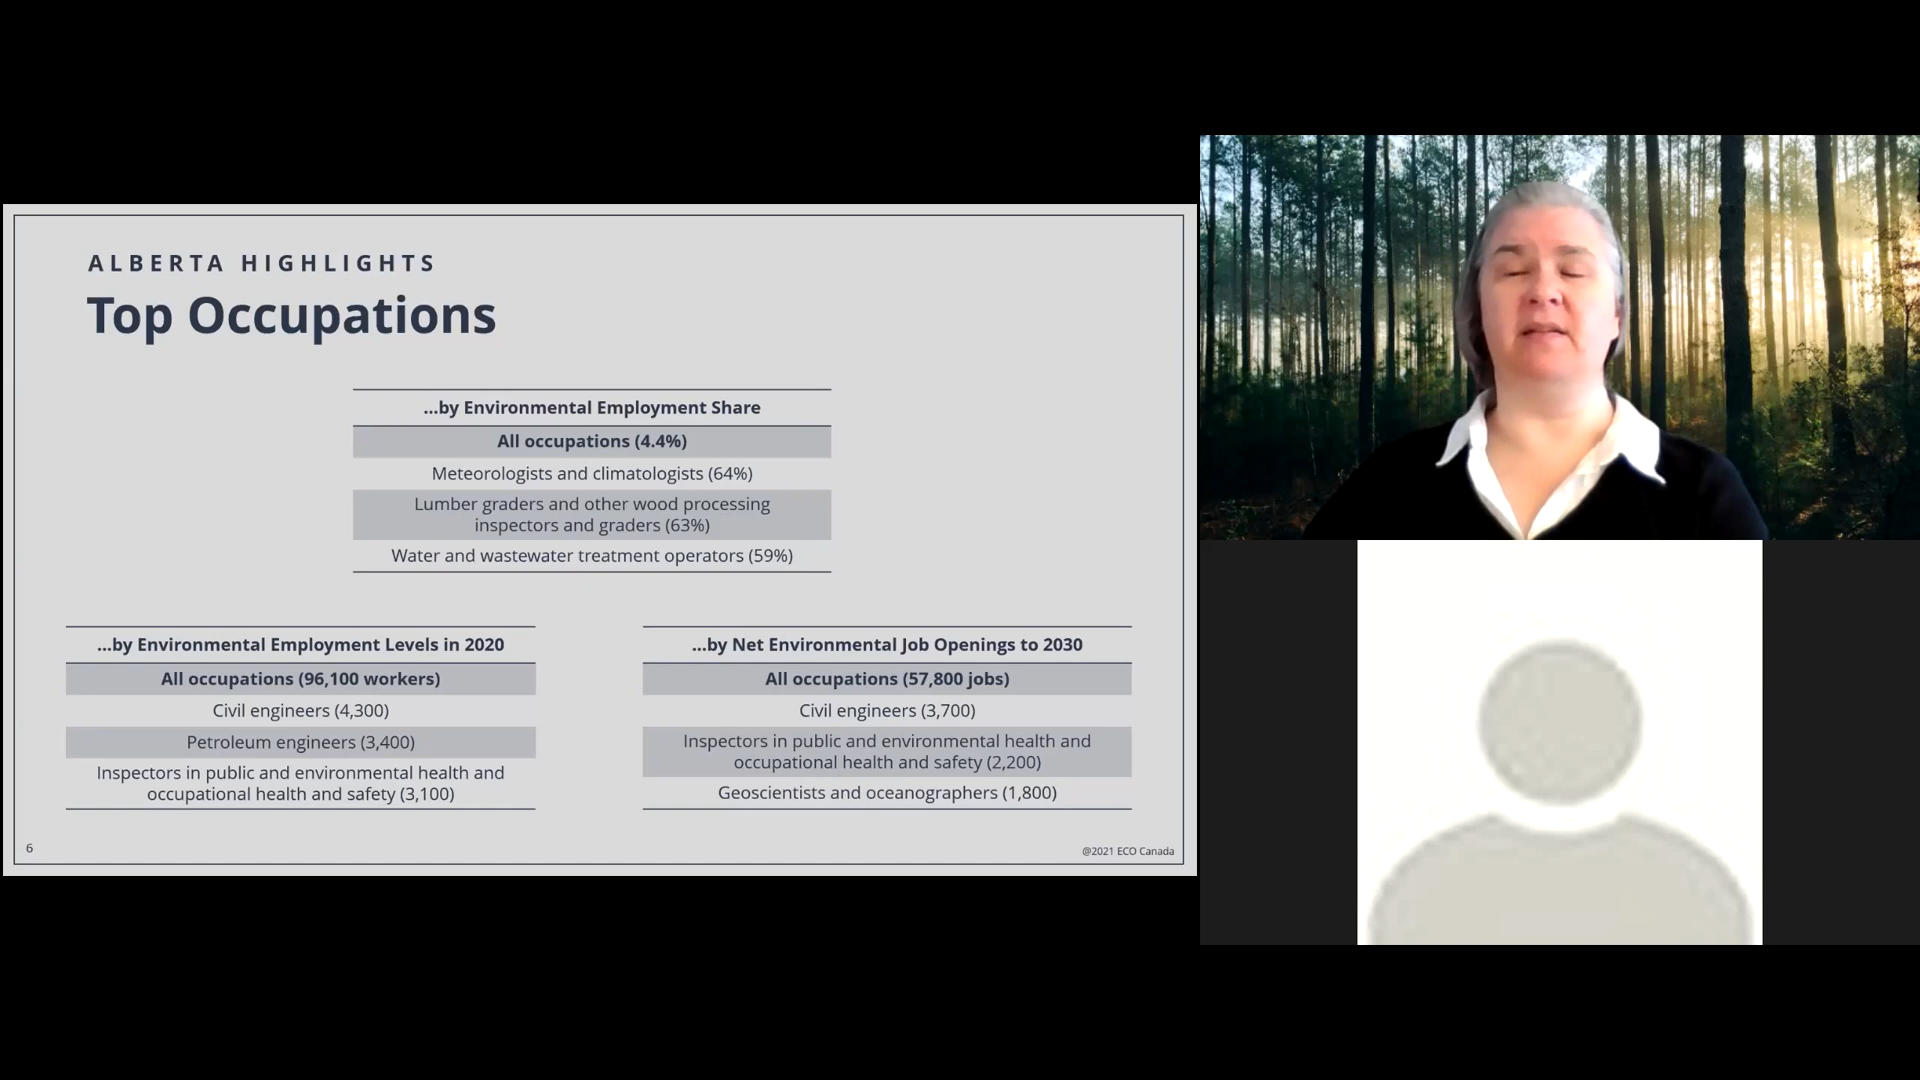 ALBERTA HIGHLIGHTS
Top Occupations
...by Environmental Employment Share
All occupations (4.4%)
Meteorologists and climatologists (64%)
Lumber graders and other wood processing
inspectors and graders (63%)
Water and wastewater treatment operators (59%)
...by Environmental Employment Levels in 2020
All occupations (96,100 workers)
Civil engineers (4,300)
Petroleum engineers (3,400)
Inspectors in public and environmental health and
occupational health and safety (3,100)
...by Net Environmental Job Openings to 2030
All occupations (57,800 jobs)
Civil engineers (3,700)
Inspectors in public and environmental health and
occupational health and safety (2,200)
Geoscientists and oceanographers (1,800)
6
@2021 ECO Canada